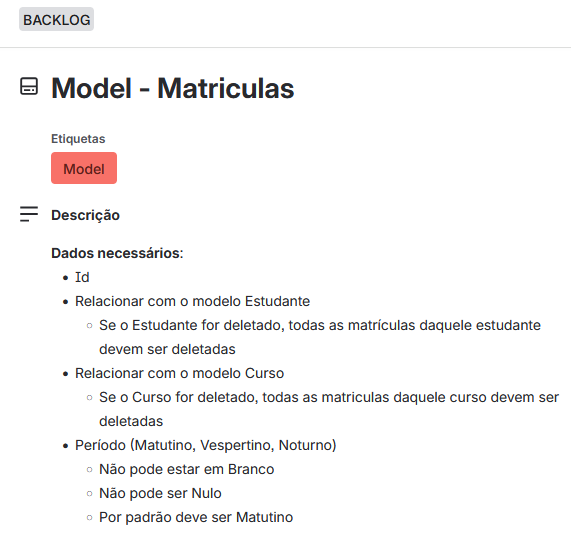 BACKLOG
Model - Matriculas
Etiquetas
Model
Descrição
Dados necessários:
• Id
• Relacionar com o modelo Estudante
◦ Se o Estudante for deletado, todas as matrículas daquele estudante
devem ser deletadas
• Relacionar com o modelo Curso
◦ Se o Curso for deletado, todas as matriculas daquele curso devem ser
deletadas
• Período (Matutino, Vespertino, Noturno)
◦ Não pode estar em Branco
◦ Não pode ser Nulo
◦ Por padrão deve ser Matutino